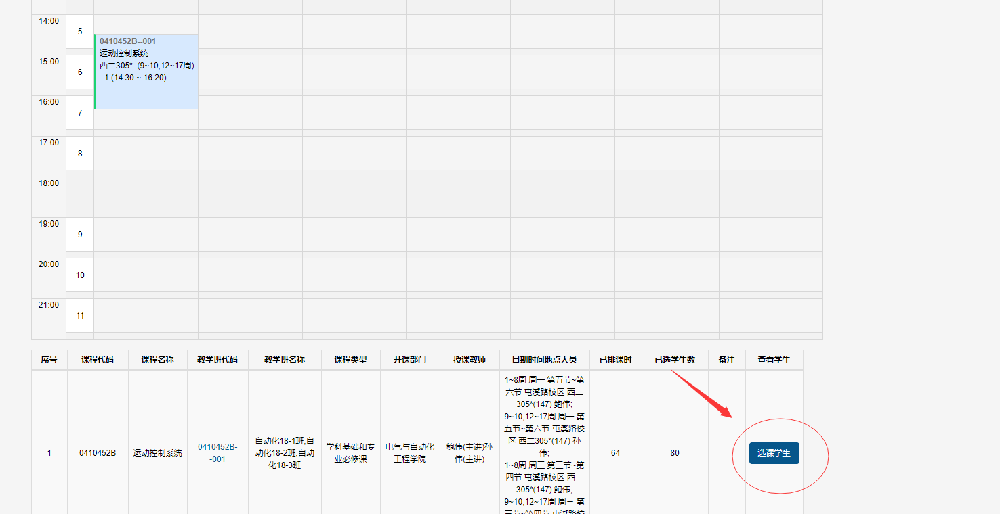 14:00
5
0410452B--001
运动控制系统
西二305* (9~10,12~17周)
1 (14:30 ~ 16:20)
15:00
6
16:00
7
17:00
8
18:00
19:00
9
20:00
10
21:00
11
序号 课程代码 课程名称 教学班代码 教学班名称 课程类型 开课部门 授课教师 日期时间地点人员 已排课时 已选学生数 备注 查看学生
1
0410452B
运动控制系统
0410452B-
-001
自动化18-1班,自
动化18-2班,自动
化18-3班
学科基础和专
业必修课
电气与自动化
工程学院
鲍伟(主讲)孙
伟(主讲)
1~8周 周一 第五节~第
六节 屯溪路校区 西二
305*(147) 鲍伟;
9~10,12~17周 周一 第
五节~第六节 屯溪路校
区 西二305*(147) 孙
伟;
1~8周 周三 第三节~第
四节 屯溪路校区 西二
305*(147) 鲍伟;
9~10,12~17周 周三 第
三节~第四节 屯溪路校
64
80
选课学生